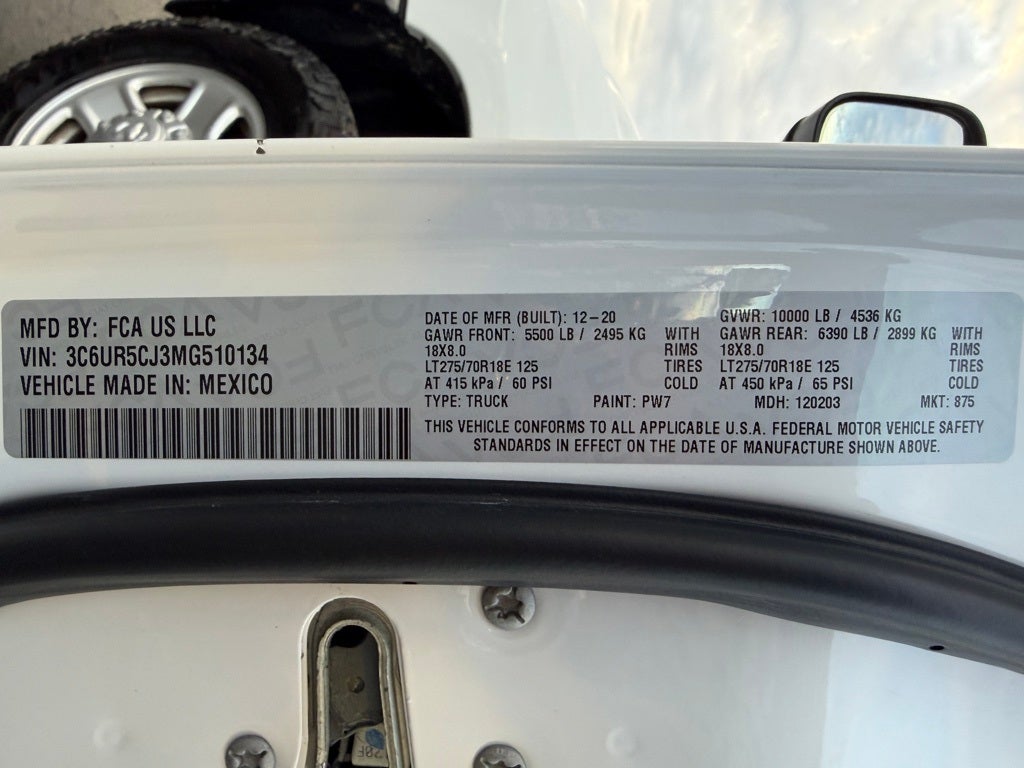 MFD BY: FCA US LLC
VIN: 3C6UR5CJ3MG510134
VEHICLE MADE IN: MEXICO
DATE OF MFR (BUILT): 12-20 GVWR: 10000 LB / 4536 KG
GAWR FRONT: 5500 LB / 2495 KG WITH GAWR REAR: 6390 LB / 2899 KG WITH
18X8.0 RIMS 18X8.0 RIMS
LT275/70R18E 125 TIRES LT275/70R18E 125 TIRES
AT 415 kPa / 60 PSI COLD AT 450 kPa / 65 PSI COLD
TYPE: TRUCK PAINT: PW7 MDH: 120203 MKT: 875
THIS VEHICLE CONFORMS TO ALL APPLICABLE U.S.A. FEDERAL MOTOR VEHICLE SAFETY
STANDARDS IN EFFECT ON THE DATE OF MANUFACTURE SHOWN ABOVE.